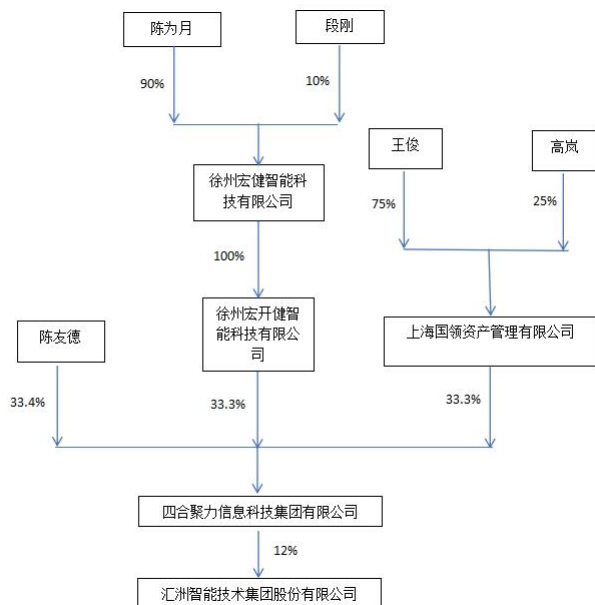 陈为月
段刚
90%
10%
王俊
高岚
徐州宏健智能科
技有限公司
75%
25%
100%
徐州宏开健智
能科技有限公
司
上海国领资产管理有限公司
陈友德
33.4%
33.3%
33.3%
四合聚力信息科技集团有限公司
12%
汇洲智能技术集团股份有限公司